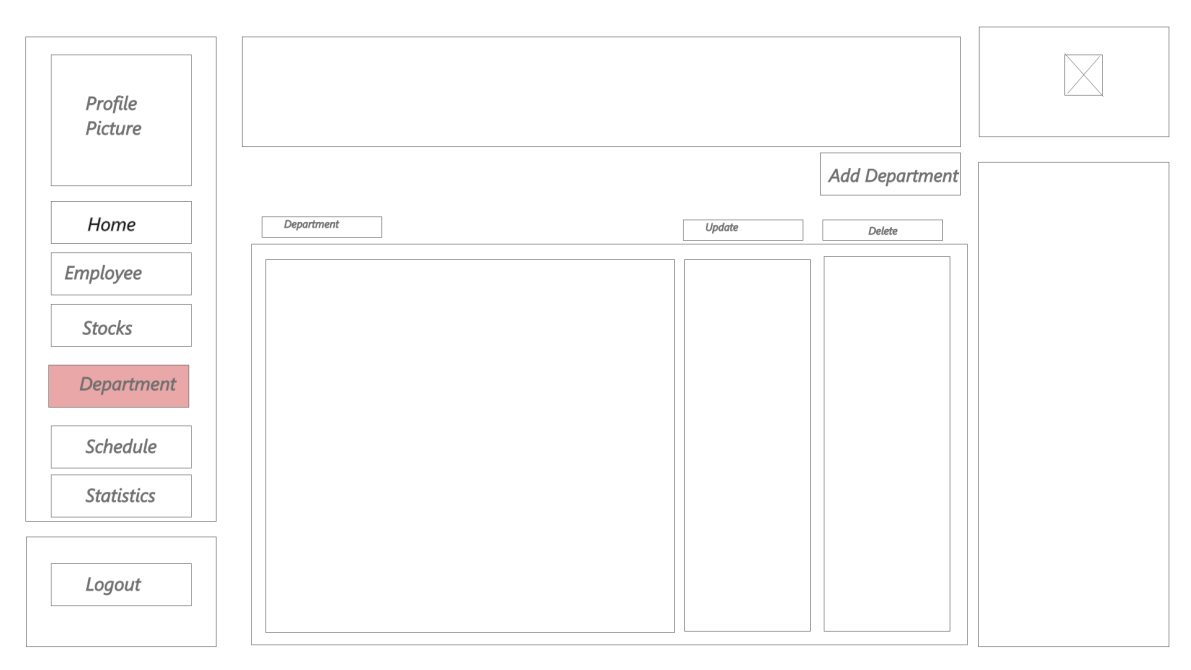 Profile
Picture
Home
Employee
Stocks
Department
Schedule
Statistics
Logout
Add Department
Department
Update
Delete